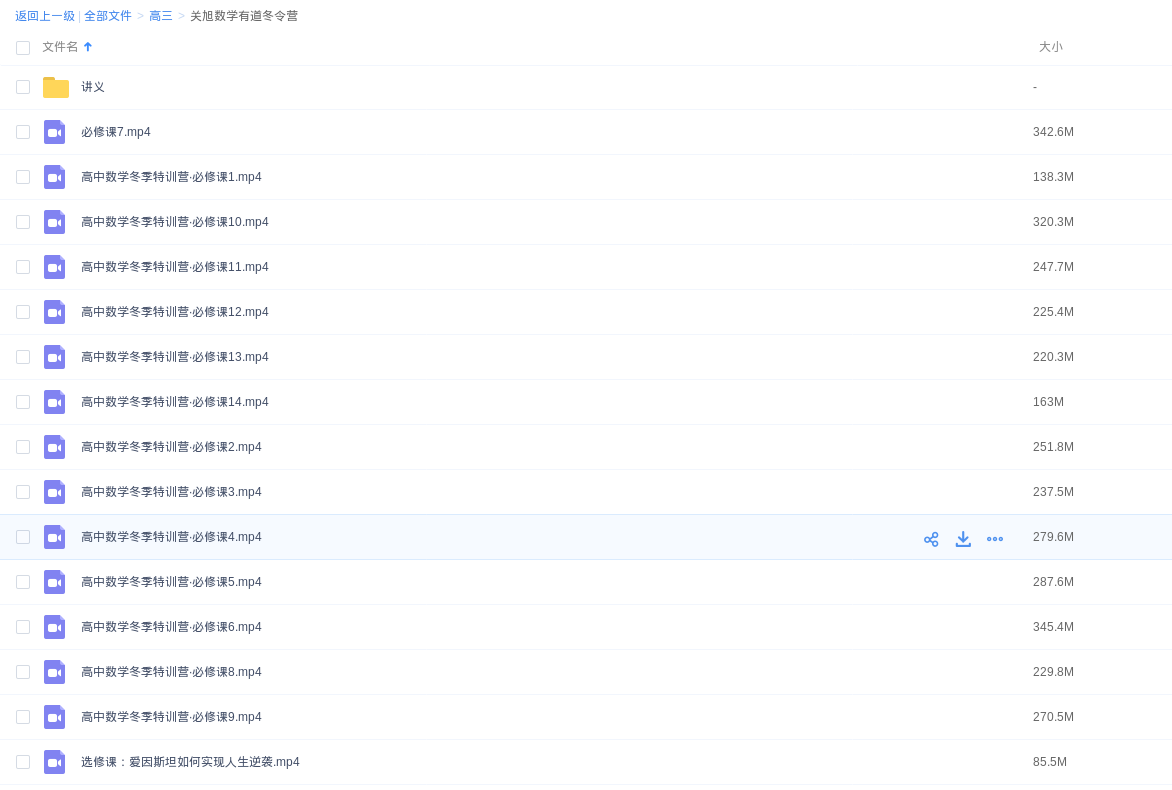 返回上一级 | 全部文件 > 高三 > 关旭数学有道冬令营
文件名 大小
讲义 -
必修课7.mp4 342.6M
高中数学冬季特训营·必修课1.mp4 138.3M
高中数学冬季特训营·必修课10.mp4 320.3M
高中数学冬季特训营·必修课11.mp4 247.7M
高中数学冬季特训营·必修课12.mp4 225.4M
高中数学冬季特训营·必修课13.mp4 220.3M
高中数学冬季特训营·必修课14.mp4 163M
高中数学冬季特训营·必修课2.mp4 251.8M
高中数学冬季特训营·必修课3.mp4 237.5M
高中数学冬季特训营·必修课4.mp4 279.6M
高中数学冬季特训营·必修课5.mp4 287.6M
高中数学冬季特训营·必修课6.mp4 345.4M
高中数学冬季特训营·必修课8.mp4 229.8M
高中数学冬季特训营·必修课9.mp4 270.5M
选修课：爱因斯坦如何实现人生逆袭.mp4 85.5M